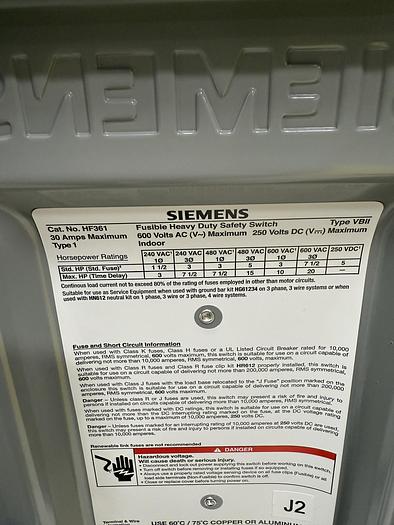 SIEMENS
SIEMENS
Cat. No. HF361
Fusible Heavy Duty Safety Switch
Type VBII
30 Amps Maximum
600 Volts AC (V~) Maximum 250 Volts DC Maximum
Type 1
Indoor
Horsepower Ratings
240 VAC¹ 240 VAC 480 VAC¹ 480 VAC 600 VAC¹ 600 VAC 250 VDC¹
1Ø 3Ø 1Ø 3Ø 1Ø 3Ø
Std. HP (Std. Fuse)¹ 1 1/2 3 3 5 3 7 1/2 5
Max. HP (Time Delay) 3 7 1/2 7 1/2 15 10 20 —
Continous load current not to exceed 80% of the rating of fuses employed in other than motor circuits.
Suitable for use as Service Equipment when used with ground bar kit HG61234 on 3 phase, 3 wire systems or when
used with HN612 neutral kit on 1 phase, 3 wire or 3 phase, 4 wire systems.
Fuse and Short Circuit Information
When used with Class K fuses, Class H fuses or a UL Listed Circuit Breaker rated for 10,000
amperes, RMS symmetrical, 600 volts maximum, this switch is suitable for use on a circuit capable of
delivering not more than 10,000 amperes, RMS symmetrical, 600 volts, maximum.
When used with Class R fuses and Class R fuse clip kit HR612 properly installed, this switch is
suitable for use on a circuit capable of delivering not more than 200,000 amperes, RMS symmetrical,
600 volts maximum.
When used with Class J fuses with the load base relocated to the "J Fuse" position marked on the
enclosure this switch is suitable for use on a circuit capable of delivering not more than 200,000
amperes, RMS symmetrical, 600 volts maximum.
Danger – Unless class R or J fuses are used, this switch may present a risk of fire and injury to
persons if installed on circuits capable of delivering more than 10,000 amperes.
When used with fuses marked with DC ratings, this switch is suitable for use on a circuit capable of
delivering not more than the DC interrupting rating marked on the fuse, at the DC voltage rating
marked on the fuse, up to a maximum of 10,000 amperes, 250 volts DC.
Danger – Unless fuses marked for an interrupting rating of 10,000 amperes at 250 volts DC are used,
this switch may present a risk of fire and injury to persons if installed on circuits capable of delivering
more than 10,000 amperes.
Renewable link fuses are not recommended
DANGER
Hazardous voltage.
Will cause death or serious injury.
• Disconnect and lock out power supplying this switch before working on this switch.
• Turn off switch before removing or installing fuses if so equipped.
• Always use a properly rated voltage sensing device on all fuse clips (Fusible) or all
load side terminals (Non-Fusible) to confirm switch is off.
• Close or replace cover before turning power on.
J2
Terminal & Wire
USE 60°C / 75°C COPPER OR ALUMINUM